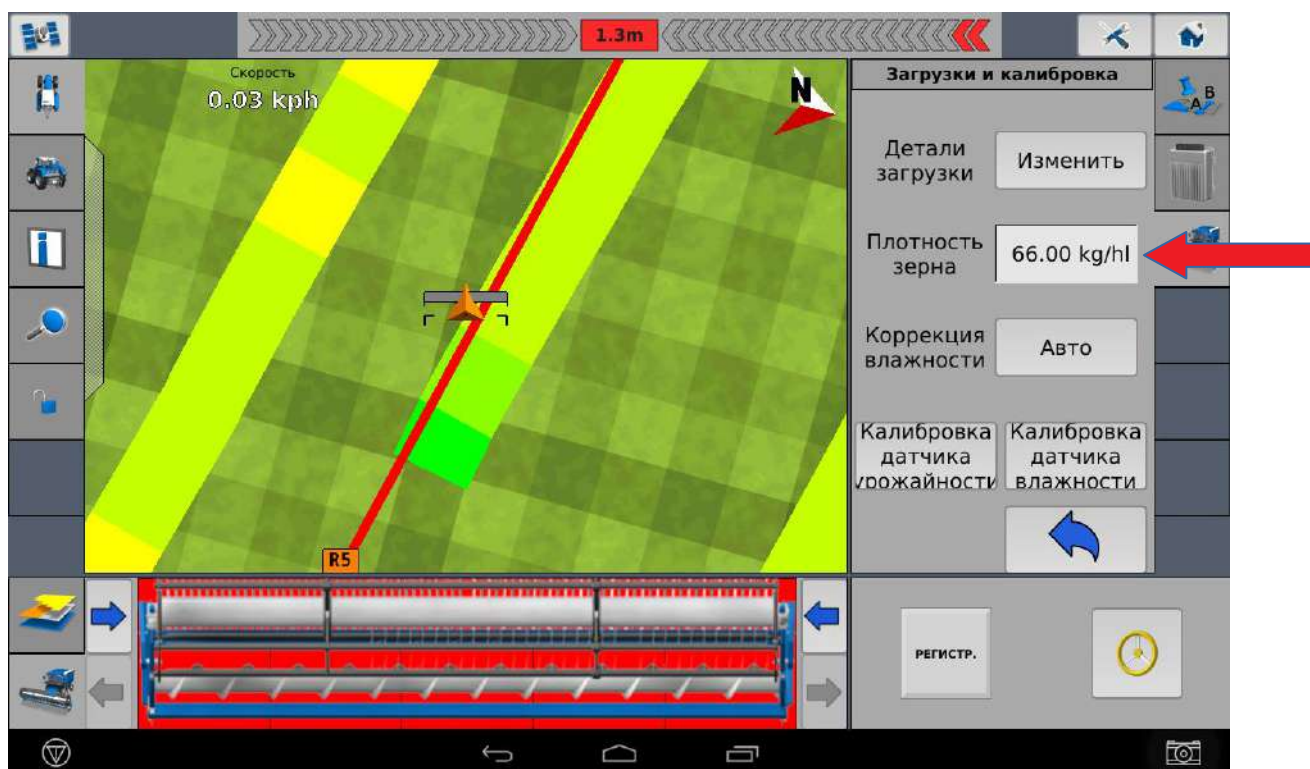 1.3m
Скорость
0.03 kph
N
Загрузки и калибровка
A B
Детали
загрузки
Изменить
Плотность
зерна
66.00 kg/hl
Коррекция
влажности
Авто
Калибровка
датчика
урожайности
Калибровка
датчика
влажности
R5
РЕГИСТР.